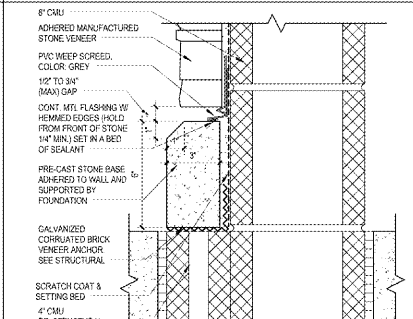 8" CMU
ADHERED MANUFACTURED
STONE VENEER
PVC WEEP SCREED,
COLOR: GREY
1/2" TO 3/4"
(MAX) GAP
CONT. MTL FLASHING W/
HEMMED EDGES (HOLD
FROM FRONT OF STONE
1/4" MIN.) SET IN A BED
OF SEALANT
1"
3"
PRE-CAST STONE BASE
ADHERED TO WALL AND
SUPPORTED BY
FOUNDATION
GALVANIZED
CORRUATED BRICK
VENEER ANCHOR,
SEE STRUCTURAL
SCRATCH COAT &
SETTING BED
4" CMU